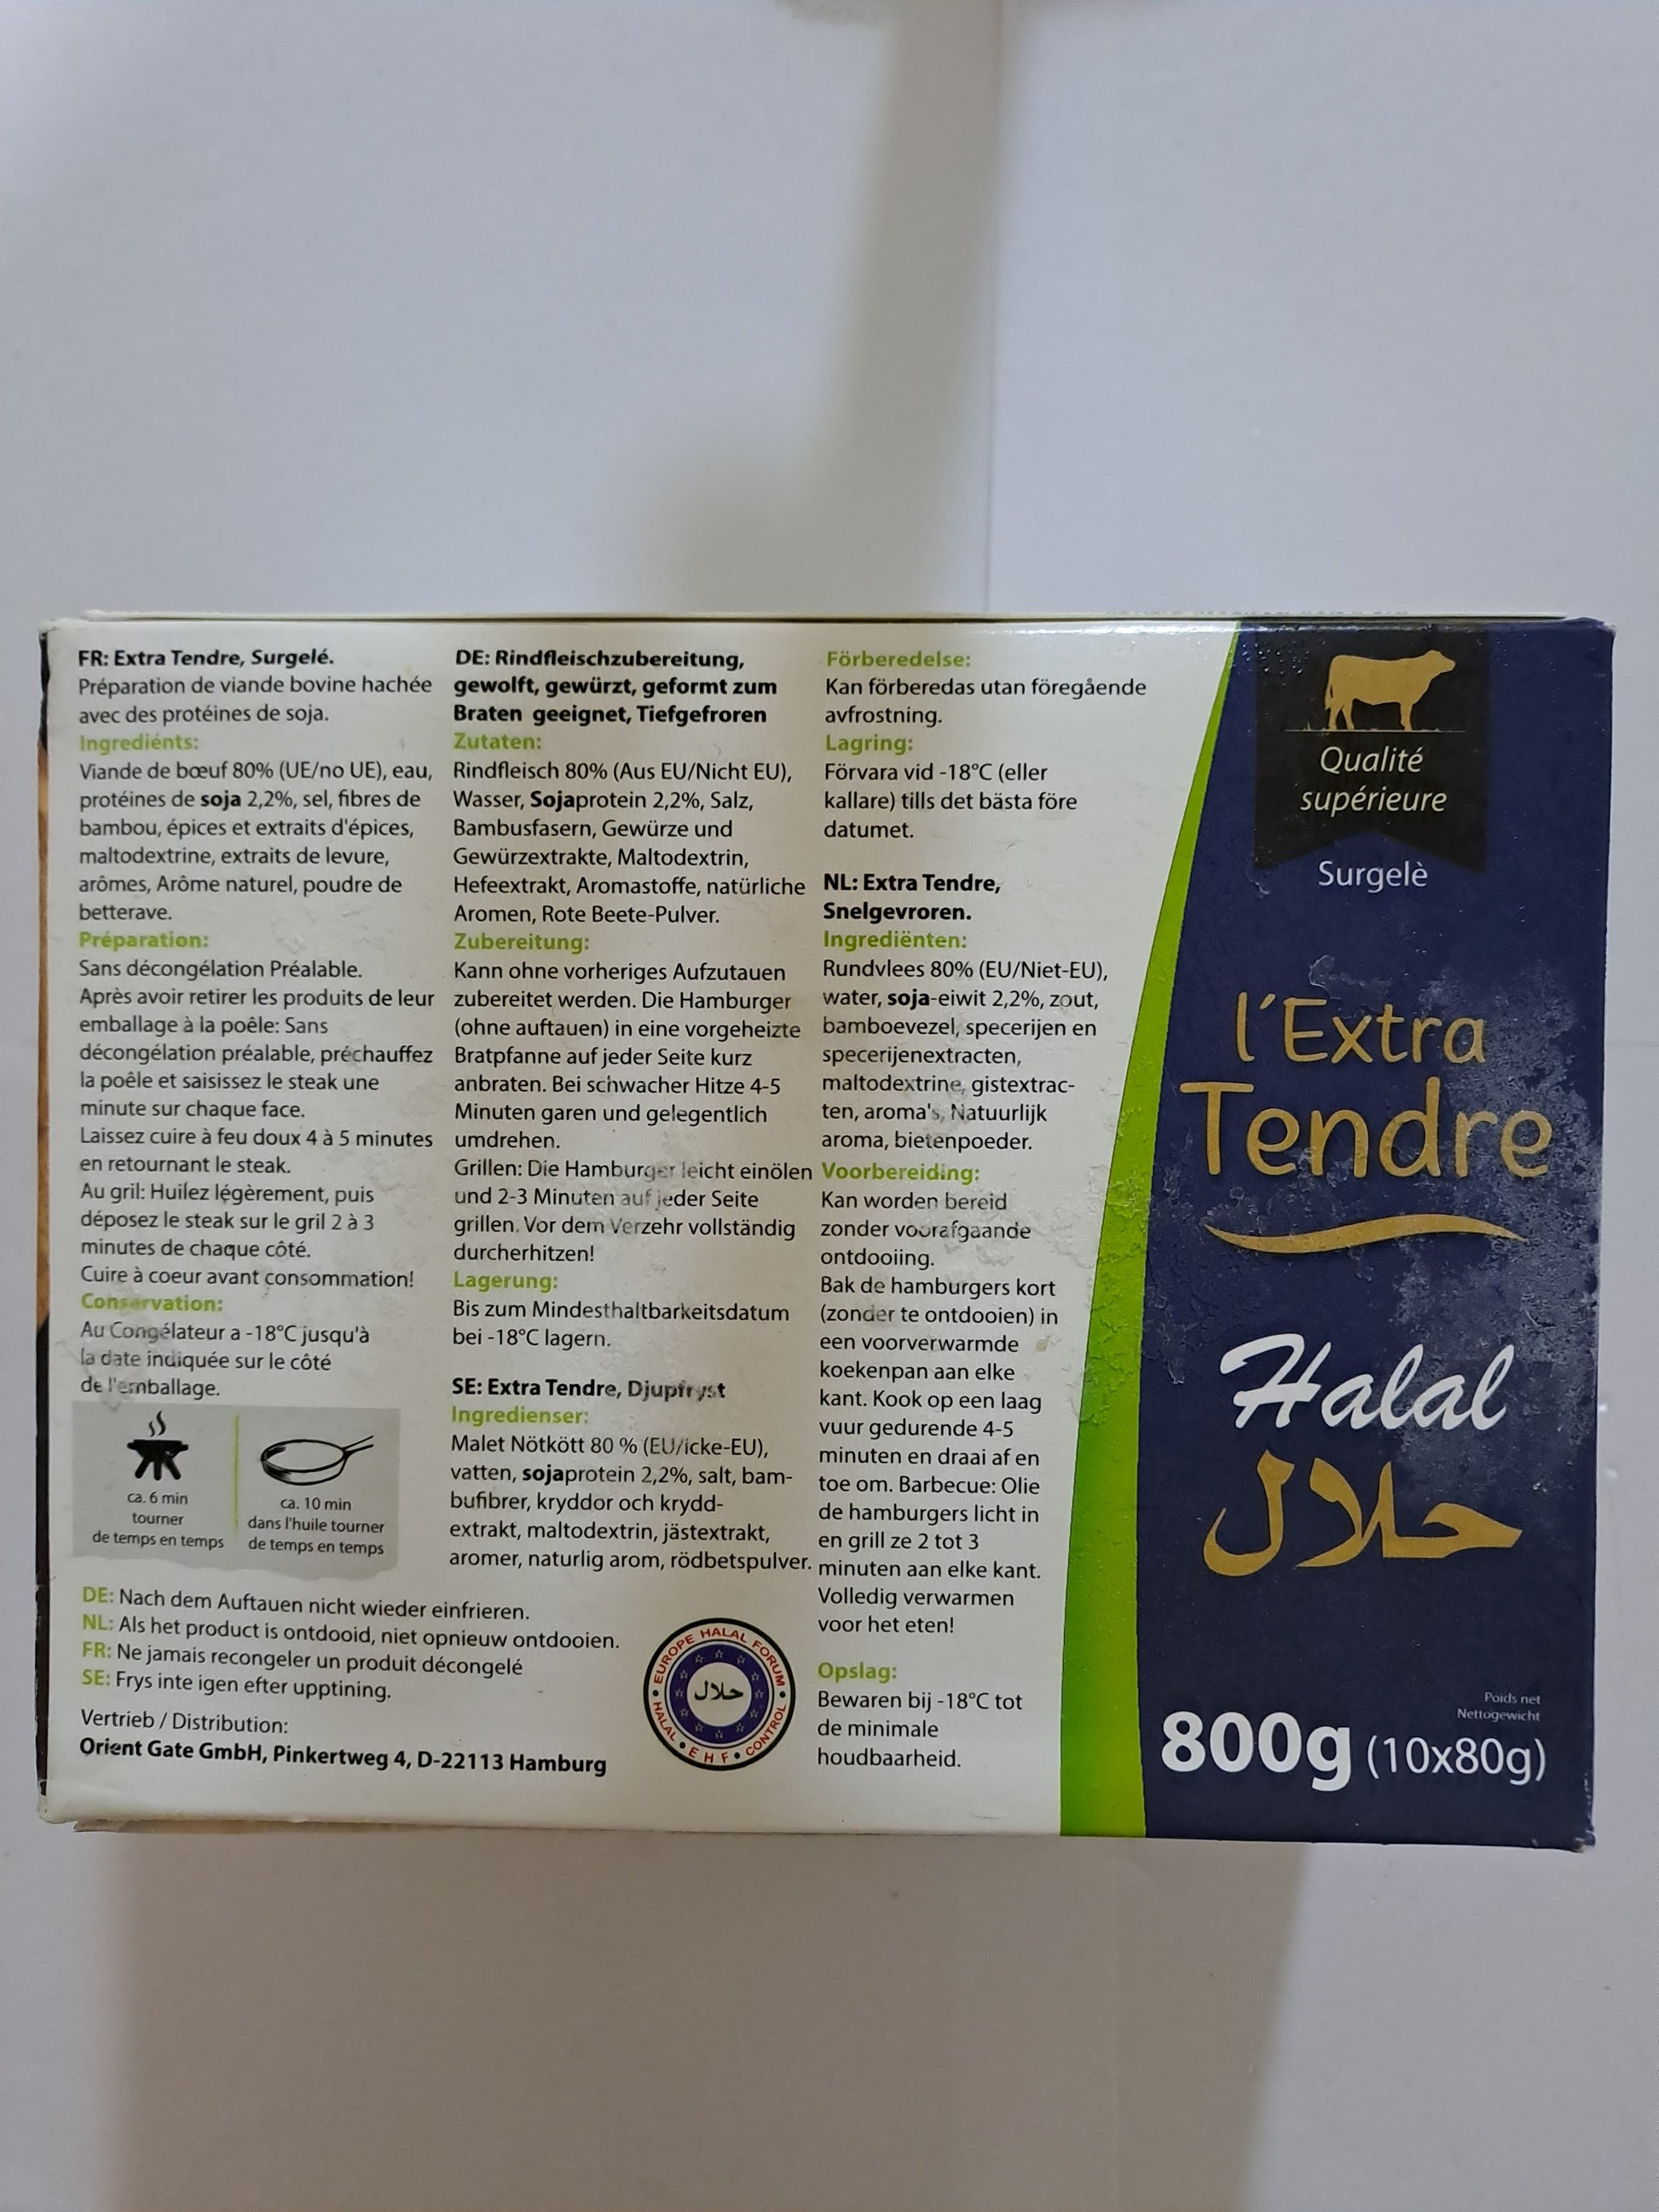 FR: Extra Tendre, Surgelé.
Préparation de viande bovine hachée
avec des protéines de soja.
Ingrediénts:
Viande de bœuf 80% (UE/no UE), eau,
protéines de soja 2,2%, sel, fibres de
bambou, épices et extraits d'épices,
maltodextrine, extraits de levure,
arômes, Arôme naturel, poudre de
betterave.
Préparation:
Sans décongélation Préalable.
Après avoir retirer les produits de leur
emballage à la poêle: Sans
décongélation préalable, préchauffez
la poêle et saisissez le steak une
minute sur chaque face.
Laissez cuire à feu doux 4 à 5 minutes
en retournant le steak.
Au gril: Huilez légèrement, puis
déposez le steak sur le gril 2 à 3
minutes de chaque côté.
Cuire à coeur avant consommation!
Conservation:
Au Congélateur a -18°C jusqu'à
la date indiquée sur le côté
de l'emballage.
ca. 6 min
tourner
de temps en temps
ca. 10 min
dans l'huile tourner
de temps en temps
DE: Rindfleischzubereitung,
gewolft, gewürzt, geformt zum
Braten geeignet, Tiefgefroren
Zutaten:
Rindfleisch 80% (Aus EU/Nicht EU),
Wasser, Sojaprotein 2,2%, Salz,
Bambusfasern, Gewürze und
Gewürzextrakte, Maltodextrin,
Hefeextrakt, Aromastoffe, natürliche
Aromen, Rote Beete-Pulver.
Zubereitung:
Kann ohne vorheriges Aufzutauen
zubereitet werden. Die Hamburger
(ohne auftauen) in eine vorgeheizte
Bratpfanne auf jeder Seite kurz
anbraten. Bei schwacher Hitze 4-5
Minuten garen und gelegentlich
umdrehen.
Grillen: Die Hamburger leicht einölen
und 2-3 Minuten auf jeder Seite
grillen. Vor dem Verzehr vollständig
durcherhitzen!
Lagerung:
Bis zum Mindesthaltbarkeitsdatum
bei -18°C lagern.
SE: Extra Tendre, Djupfryst
Ingredienser:
Malet Nötkött 80 % (EU/icke-EU),
vatten, sojaprotein 2,2%, salt, bam-
bufibrer, kryddor och krydd-
extrakt, maltodextrin, jästextrakt,
aromer, naturlig arom, rödbetspulver.
Förberedelse:
Kan förberedas utan föregående
avfrostning.
Lagring:
Förvara vid -18°C (eller
kallare) tills det bästa före
datumet.
NL: Extra Tendre,
Snelgevroren.
Ingrediënten:
Rundvlees 80% (EU/Niet-EU),
water, soja-eiwit 2,2%, zout,
bamboevezel, specerijen en
specerijenextracten,
maltodextrine, gistextrac-
ten, aroma's, Natuurlijk
aroma, bietenpoeder.
Voorbereiding:
Kan worden bereid
zonder voorafgaande
ontdooiing.
Bak de hamburgers kort
(zonder te ontdooien) in
een voorverwarmde
koekenpan aan elke
kant. Kook op een laag
vuur gedurende 4-5
minuten en draai af en
toe om. Barbecue: Olie
de hamburgers licht in
en grill ze 2 tot 3
minuten aan elke kant.
Volledig verwarmen
voor het eten!
Opslag:
Bewaren bij -18°C tot
de minimale
houdbaarheid.
DE: Nach dem Auftauen nicht wieder einfrieren.
NL: Als het product is ontdooid, niet opnieuw ontdooien.
FR: Ne jamais recongeler un produit décongelé
SE: Frys inte igen efter upptining.
Vertrieb / Distribution:
Orient Gate GmbH, Pinkertweg 4, D-22113 Hamburg
EUROPE HALAL FORUM
حلال
HALAL • EHF • CONTROL
Qualité
supérieure
Surgelè
l´Extra
Tendre
Halal
حلال
Poids net
Nettogewicht
800g (10x80g)